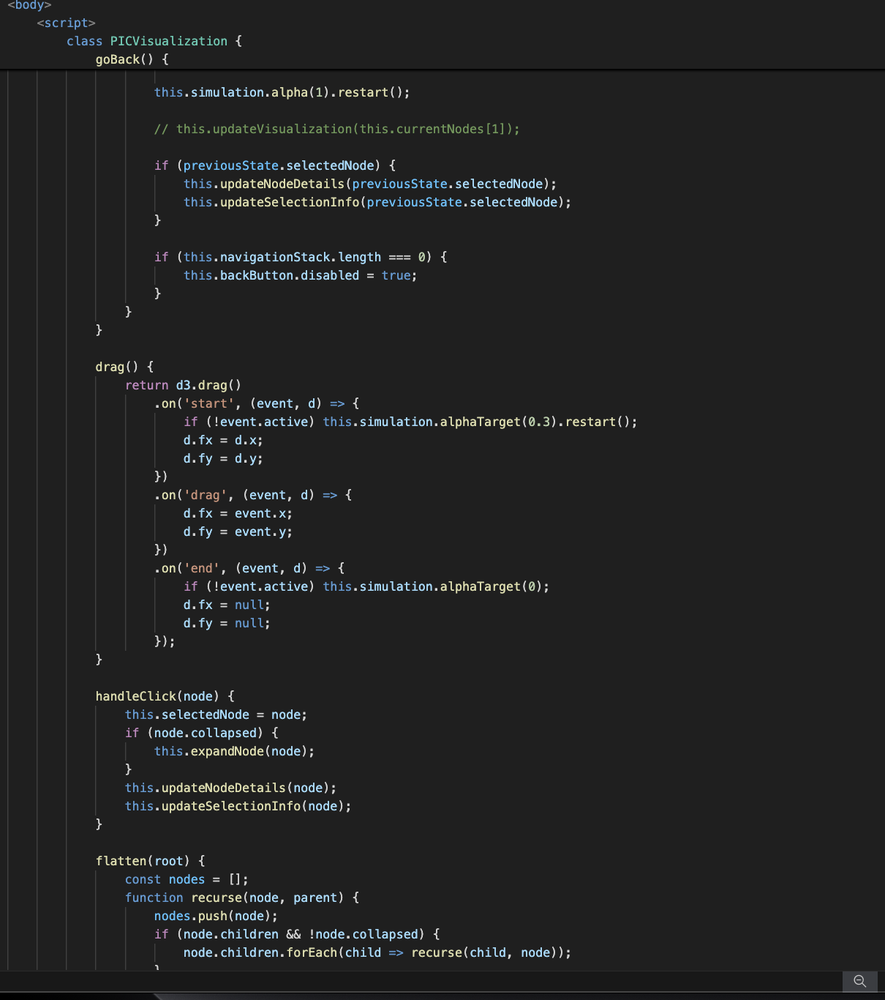 <body>
<script>
class PICVisualization {
goBack() {
this.simulation.alpha(1).restart();
// this.updateVisualization(this.currentNodes[1]);
if (previousState.selectedNode) {
this.updateNodeDetails(previousState.selectedNode);
this.updateSelectionInfo(previousState.selectedNode);
}
if (this.navigationStack.length === 0) {
this.backButton.disabled = true;
}
}
}
drag() {
return d3.drag()
.on('start', (event, d) => {
if (!event.active) this.simulation.alphaTarget(0.3).restart();
d.fx = d.x;
d.fy = d.y;
})
.on('drag', (event, d) => {
d.fx = event.x;
d.fy = event.y;
})
.on('end', (event, d) => {
if (!event.active) this.simulation.alphaTarget(0);
d.fx = null;
d.fy = null;
});
}
handleClick(node) {
this.selectedNode = node;
if (node.collapsed) {
this.expandNode(node);
}
this.updateNodeDetails(node);
this.updateSelectionInfo(node);
}
flatten(root) {
const nodes = [];
function recurse(node, parent) {
nodes.push(node);
if (node.children && !node.collapsed) {
node.children.forEach(child => recurse(child, node));
}